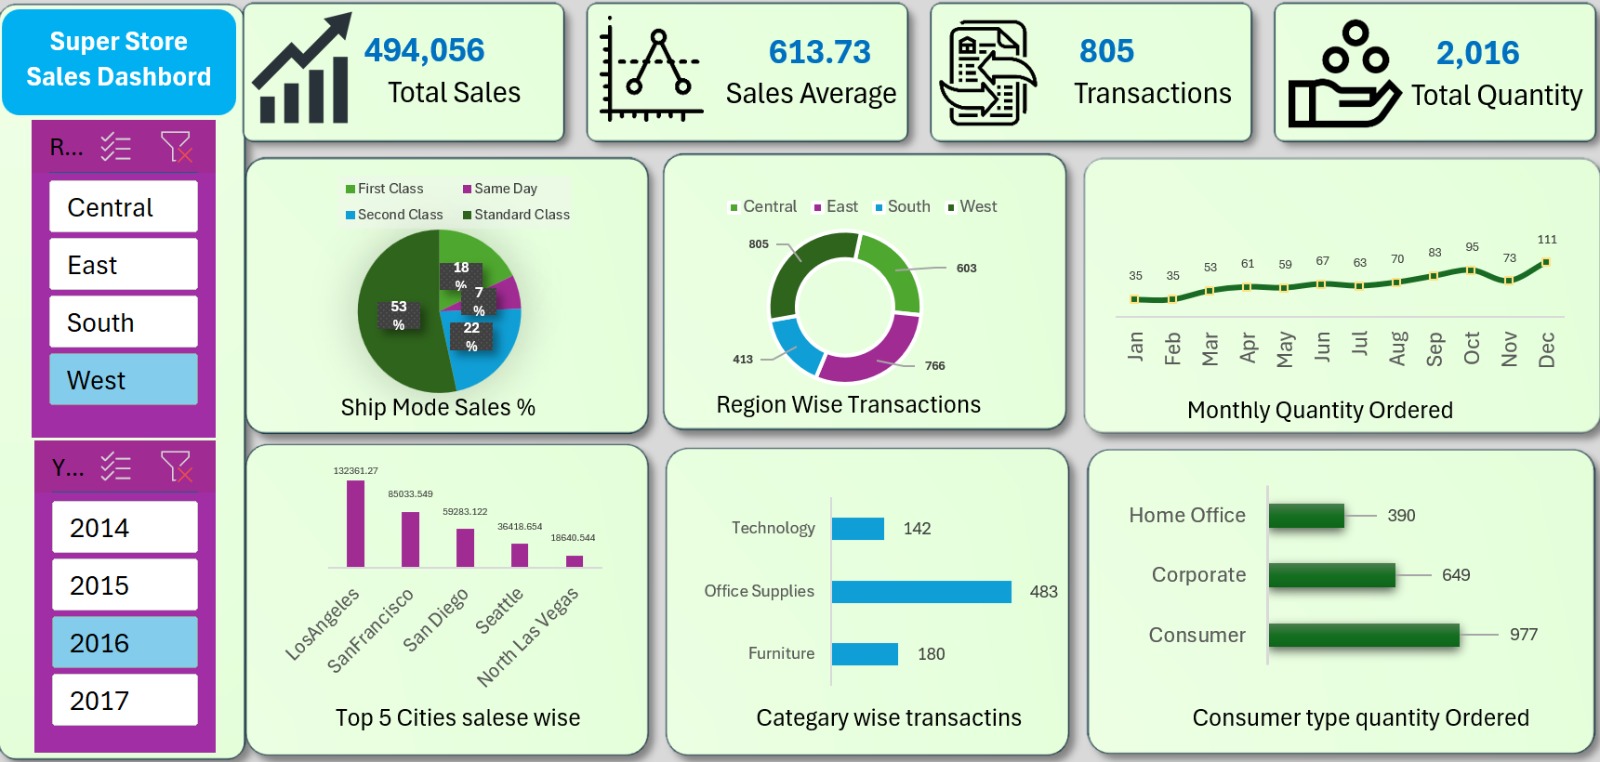 Super Store
Sales Dashbord
494,056
Total Sales
613.73
Sales Average
805
Transactions
2,016
Total Quantity
R...
Central
East
South
West
Y...
2014
2015
2016
2017
First Class
Same Day
Second Class
Standard Class
18
%
7
%
22
%
53
%
Ship Mode Sales %
Central
East
South
West
805
603
413
766
Region Wise Transactions
35
35
53
61
59
67
63
70
83
95
73
111
Jan
Feb
Mar
Apr
May
Jun
Jul
Aug
Sep
Oct
Nov
Dec
Monthly Quantity Ordered
132361.27
85033.549
59283.122
36418.654
18640.544
LosAngeles
SanFrancisco
San Diego
Seattle
North Las Vegas
Top 5 Cities salese wise
Technology
142
Office Supplies
483
Furniture
180
Categary wise transactins
Home Office
390
Corporate
649
Consumer
977
Consumer type quantity Ordered